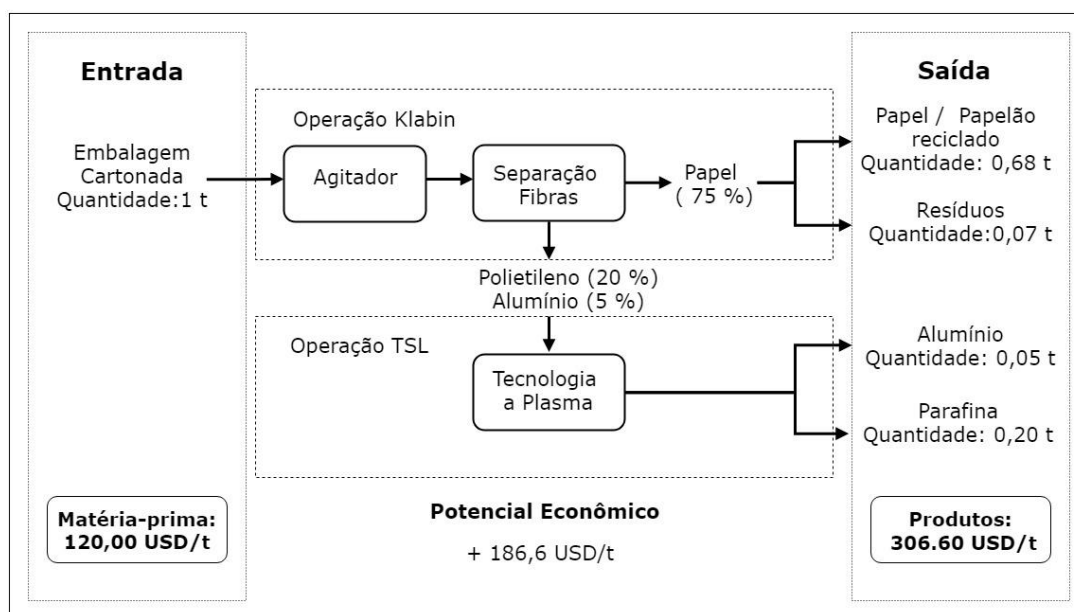 Entrada
Embalagem
Cartonada
Quantidade:1 t
Matéria-prima:
120,00 USD/t
Operação Klabin
Agitador
Separação
Fibras
Papel
( 75 %)
Polietileno (20 %)
Alumínio (5 %)
Operação TSL
Tecnologia
a Plasma
Potencial Econômico
+ 186,6 USD/t
Saída
Papel / Papelão
reciclado
Quantidade: 0,68 t
Resíduos
Quantidade:0,07 t
Alumínio
Quantidade: 0,05 t
Parafina
Quantidade: 0,20 t
Produtos:
306.60 USD/t